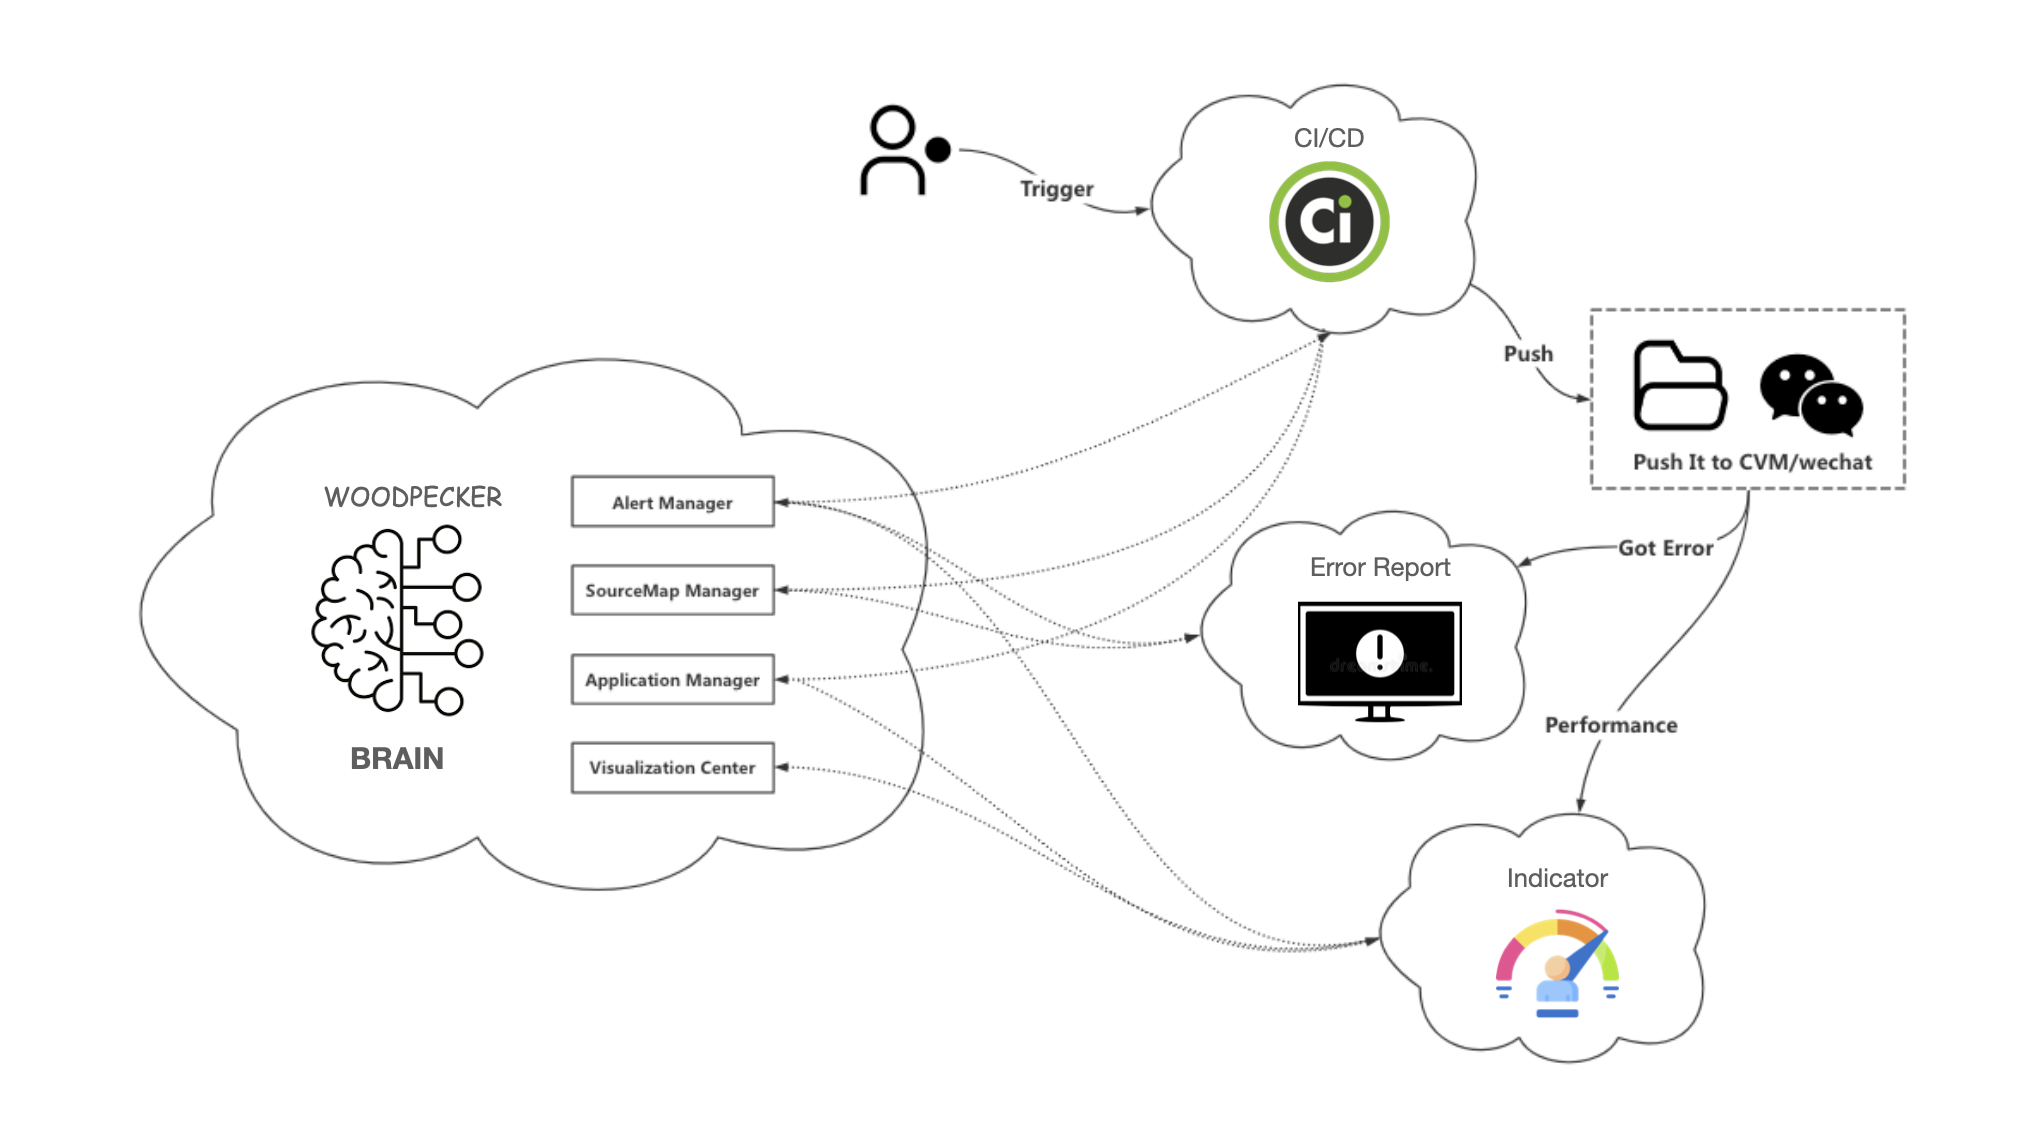 CI/CD
Ci
Trigger
Push
Push It to CVM/wechat
WOODPECKER
BRAIN
Alert Manager
SourceMap Manager
Application Manager
Visualization Center
Got Error
Error Report
Performance
Indicator